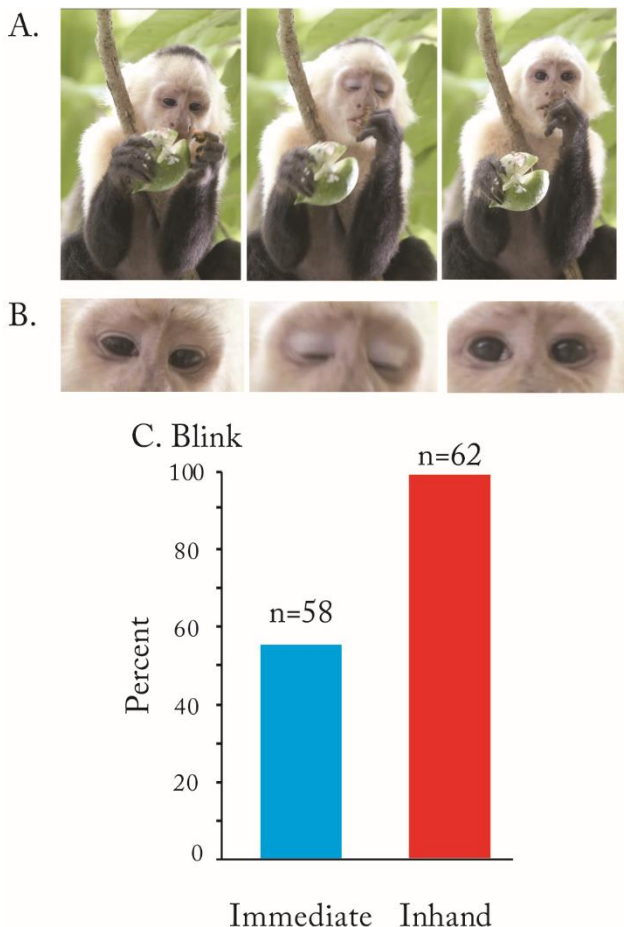 A.
B.
C. Blink
100
n=62
80
n=58
60
Percent
40
20
0
Immediate Inhand